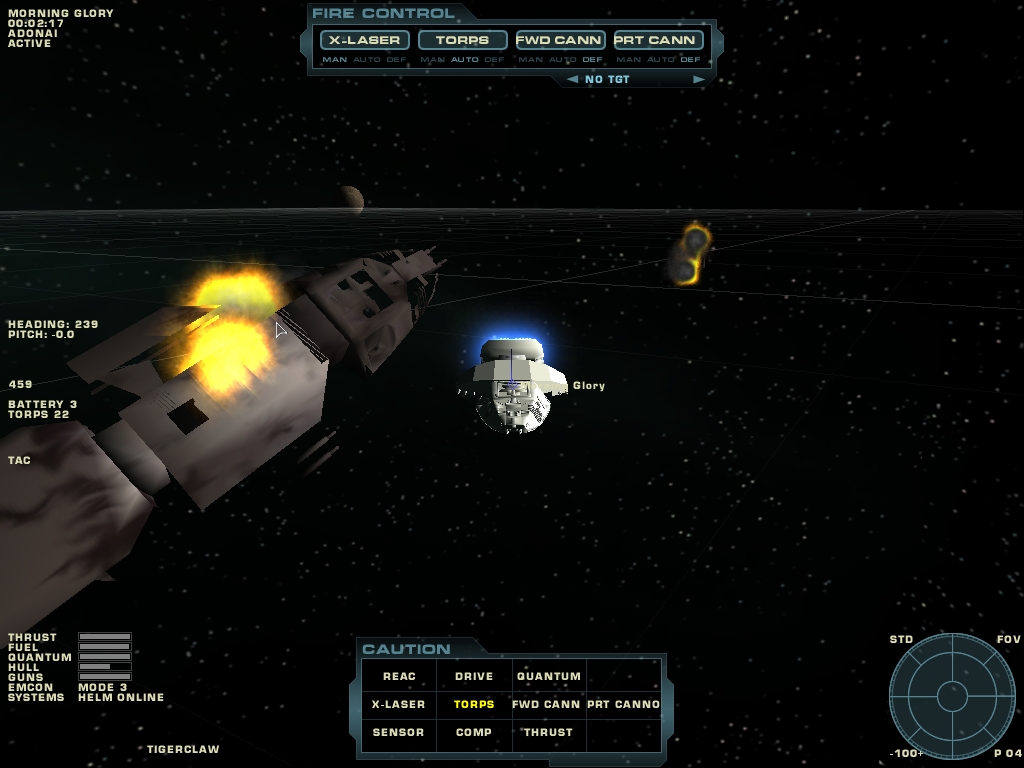 MORNING GLORY
00:02:17
ADONAI
ACTIVE
FIRE CONTROL
X-LASER TORPS FWD CANN PRT CANN
MAN AUTO DEF MAN AUTO DEF MAN AUTO DEF MAN AUTO DEF
NO TGT
HEADING: 239
PITCH: -0.0
459
BATTERY 3
TORPS 22
Glory
TAC
THRUST
FUEL
QUANTUM
HULL
GUNS
EMCON MODE 3
SYSTEMS HELM ONLINE
TIGERCLAW
CAUTION
REAC DRIVE QUANTUM
X-LASER TORPS FWD CANN PRT CANNO
SENSOR COMP THRUST
STD FOV
-100+ P 04